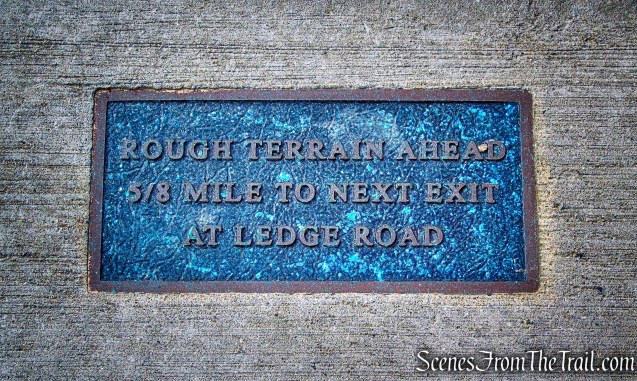 ROUGH TERRAIN AHEAD
5/8 MILE TO NEXT EXIT
AT LEDGE ROAD
SCENESFROMTHETRAIL.COM